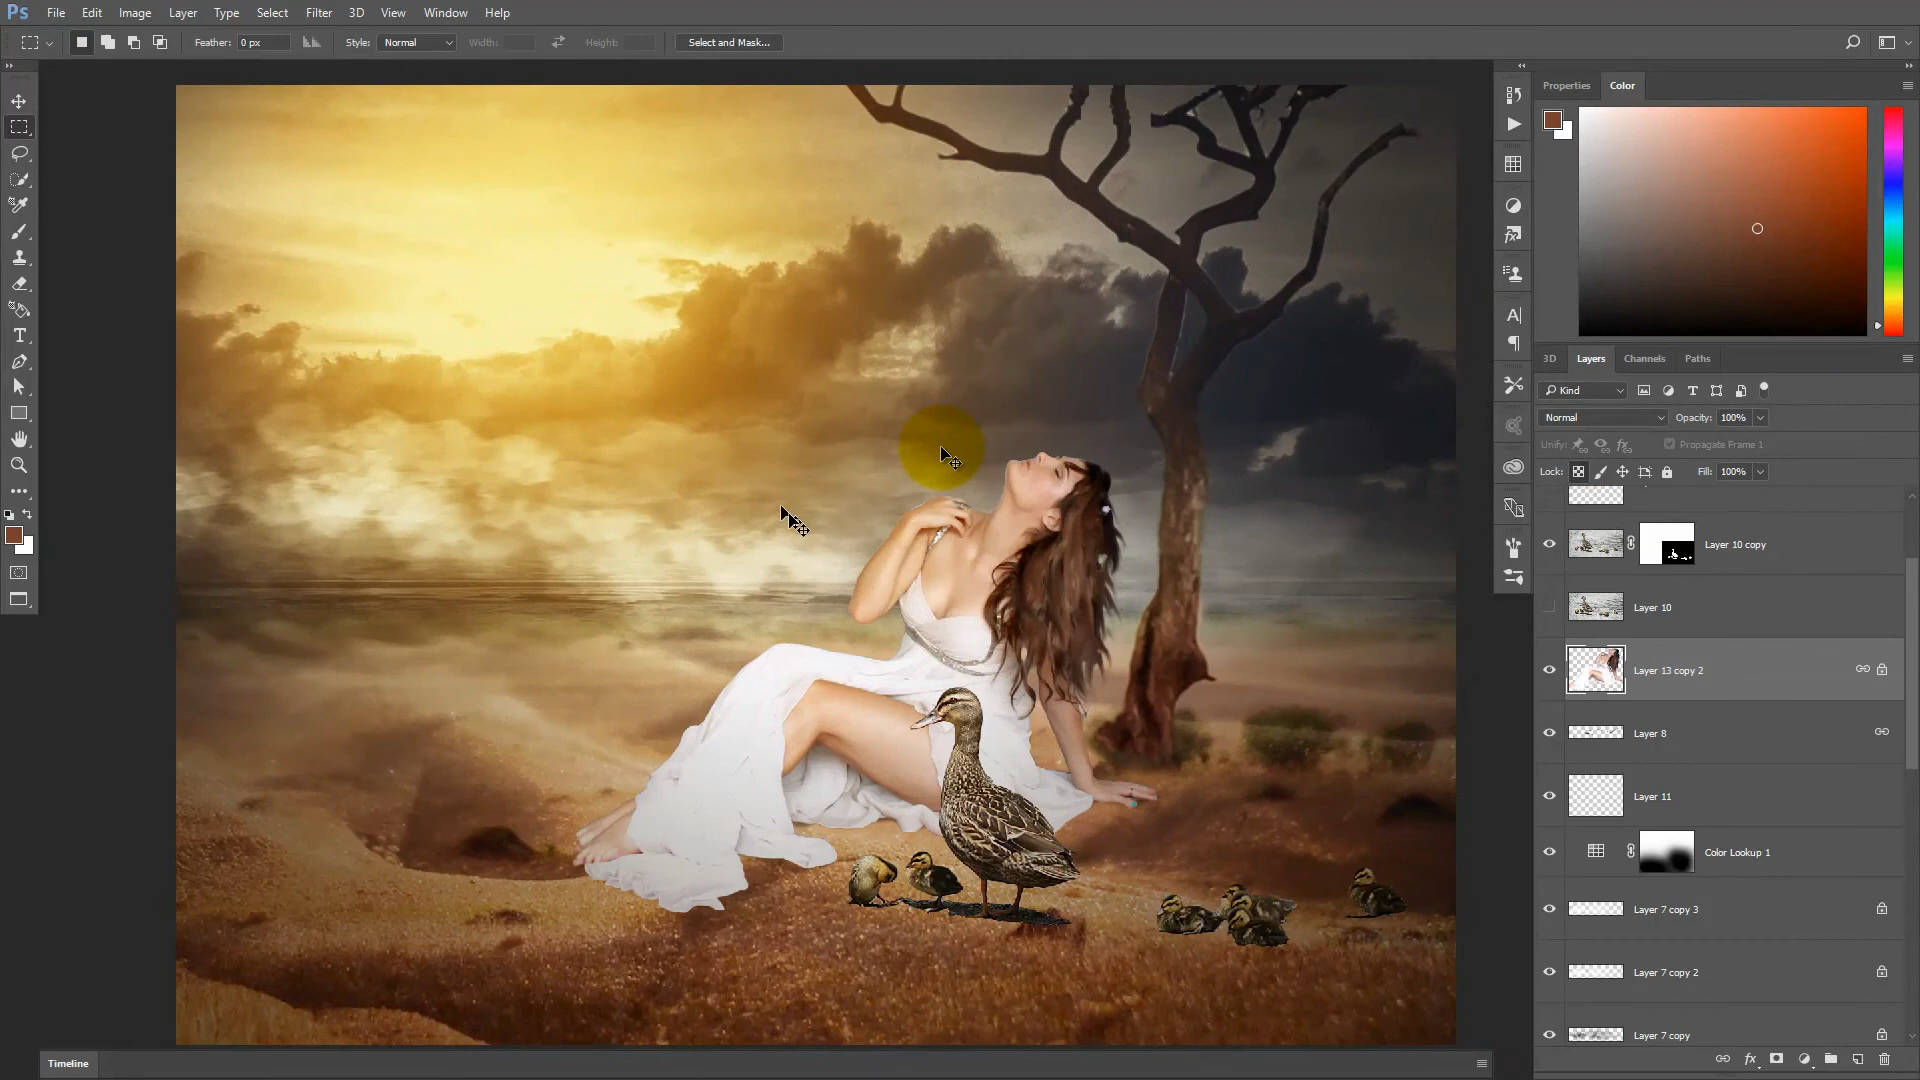 Ps File Edit Image Layer Type Select Filter 3D View Window Help
Feather: 0 px Style: Normal Width: Height: Select and Mask...
Properties Color
3D Layers Channels Paths
Kind
Normal Opacity: 100%
Unify: Propagate Frame 1
Lock: Fill: 100%
Layer 10 copy
Layer 10
Layer 13 copy 2
Layer 8
Layer 11
Color Lookup 1
Layer 7 copy 3
Layer 7 copy 2
Layer 7 copy
Timeline